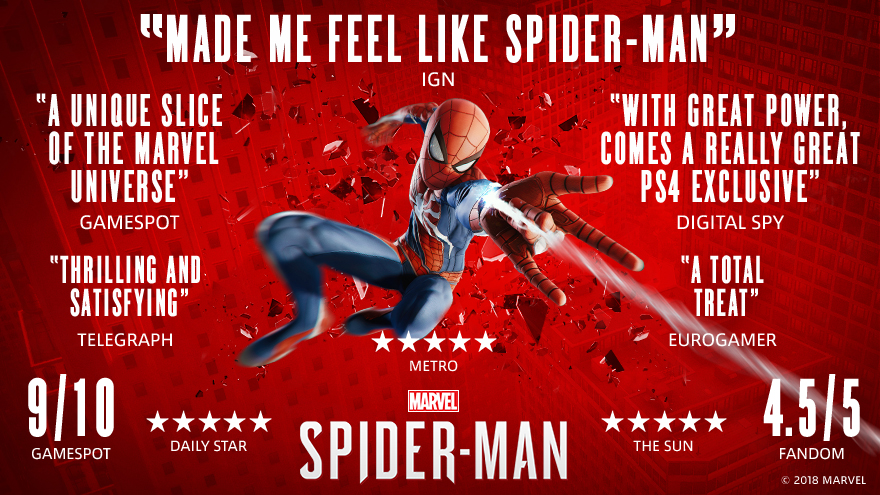 "MADE ME FEEL LIKE SPIDER-MAN"
IGN
"A UNIQUE SLICE
OF THE MARVEL
UNIVERSE"
GAMESPOT
"WITH GREAT POWER,
COMES A REALLY GREAT
PS4 EXCLUSIVE"
DIGITAL SPY
"THRILLING AND
SATISFYING"
TELEGRAPH
"A TOTAL
TREAT"
EUROGAMER
★★★★★
METRO
9/10
GAMESPOT
★★★★★
DAILY STAR
MARVEL
SPIDER-MAN
★★★★★
THE SUN
4.5/5
FANDOM
© 2018 MARVEL